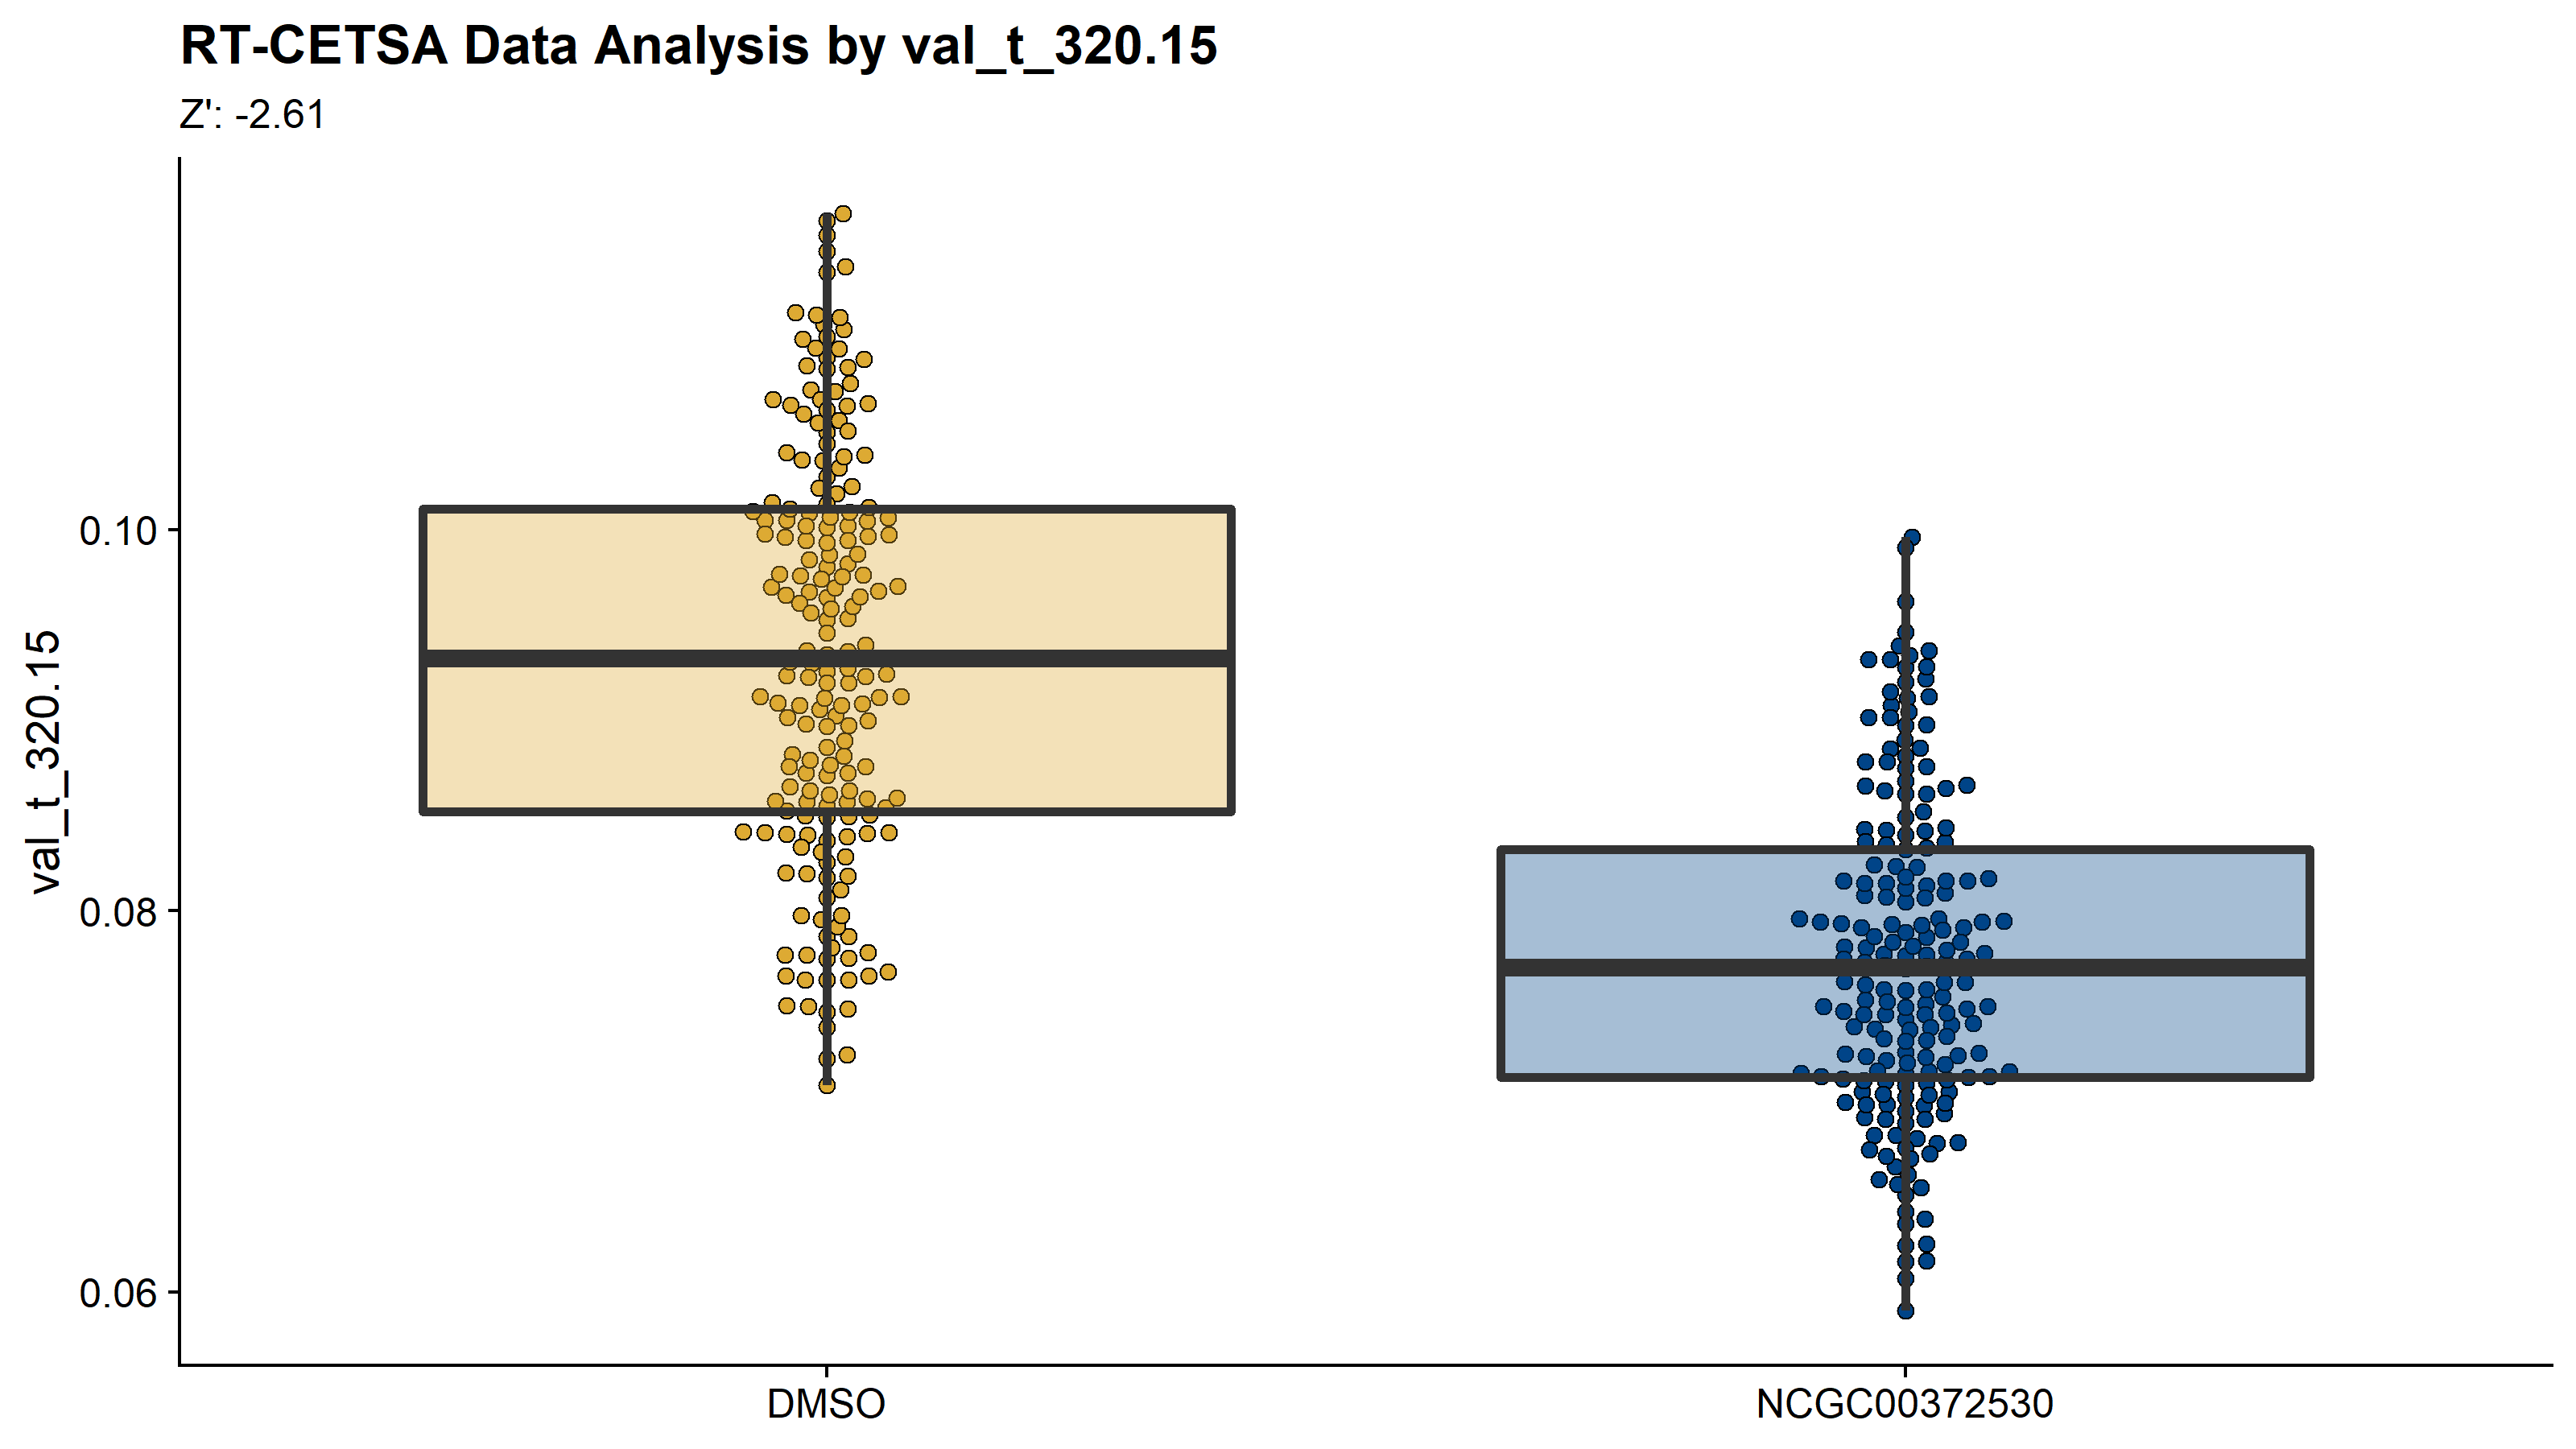 RT-CETSA Data Analysis by val_t_320.15
Z': -2.61
val_t_320.15
0.10
0.08
0.06
DMSO
NCGC00372530